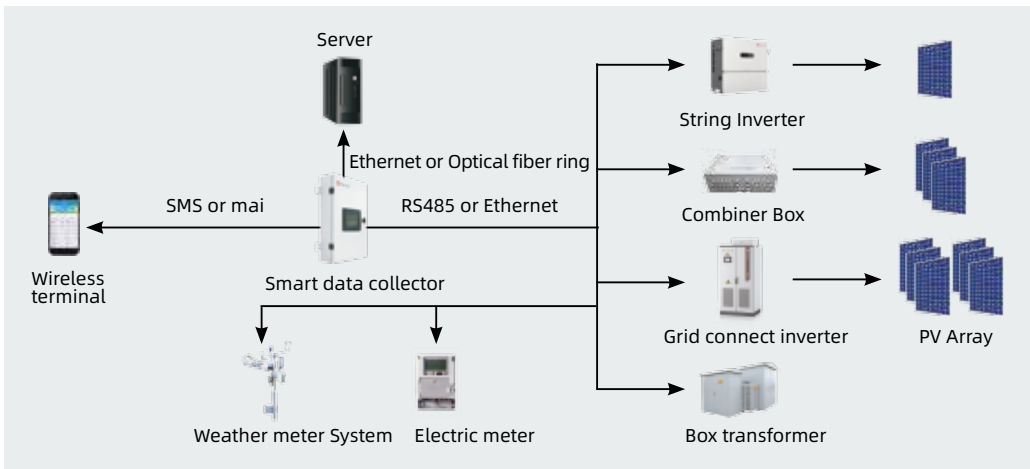 Server
String Inverter
Ethernet or Optical fiber ring
SMS or mai
RS485 or Ethernet
Combiner Box
Wireless
terminal
Smart data collector
Grid connect inverter
PV Array
Weather meter System
Electric meter
Box transformer